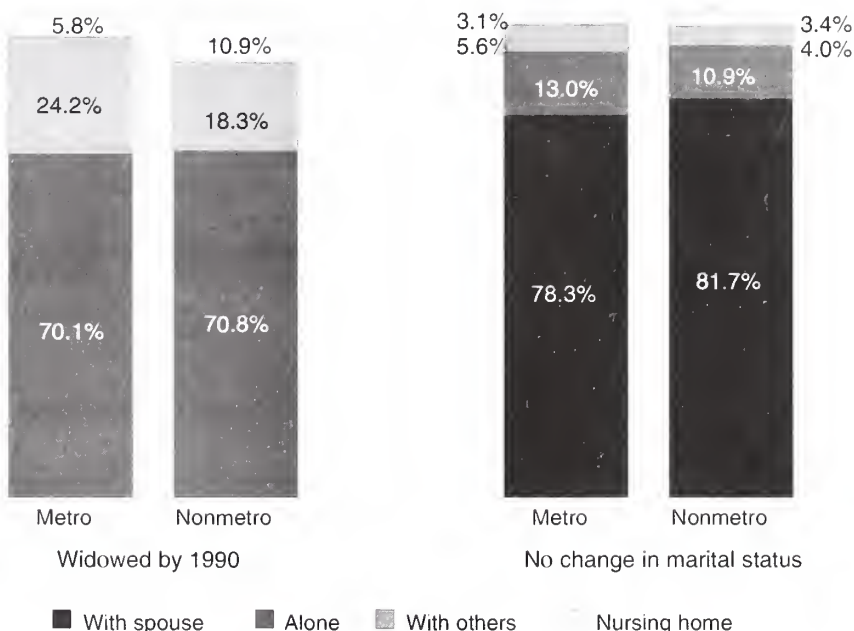 5.8%
10.9%
24.2%
18.3%
70.1%
70.8%
Metro Nonmetro
Widowed by 1990
3.1%
5.6%
3.4%
4.0%
13.0%
10.9%
78.3%
81.7%
Metro Nonmetro
No change in marital status
With spouse Alone With others Nursing home